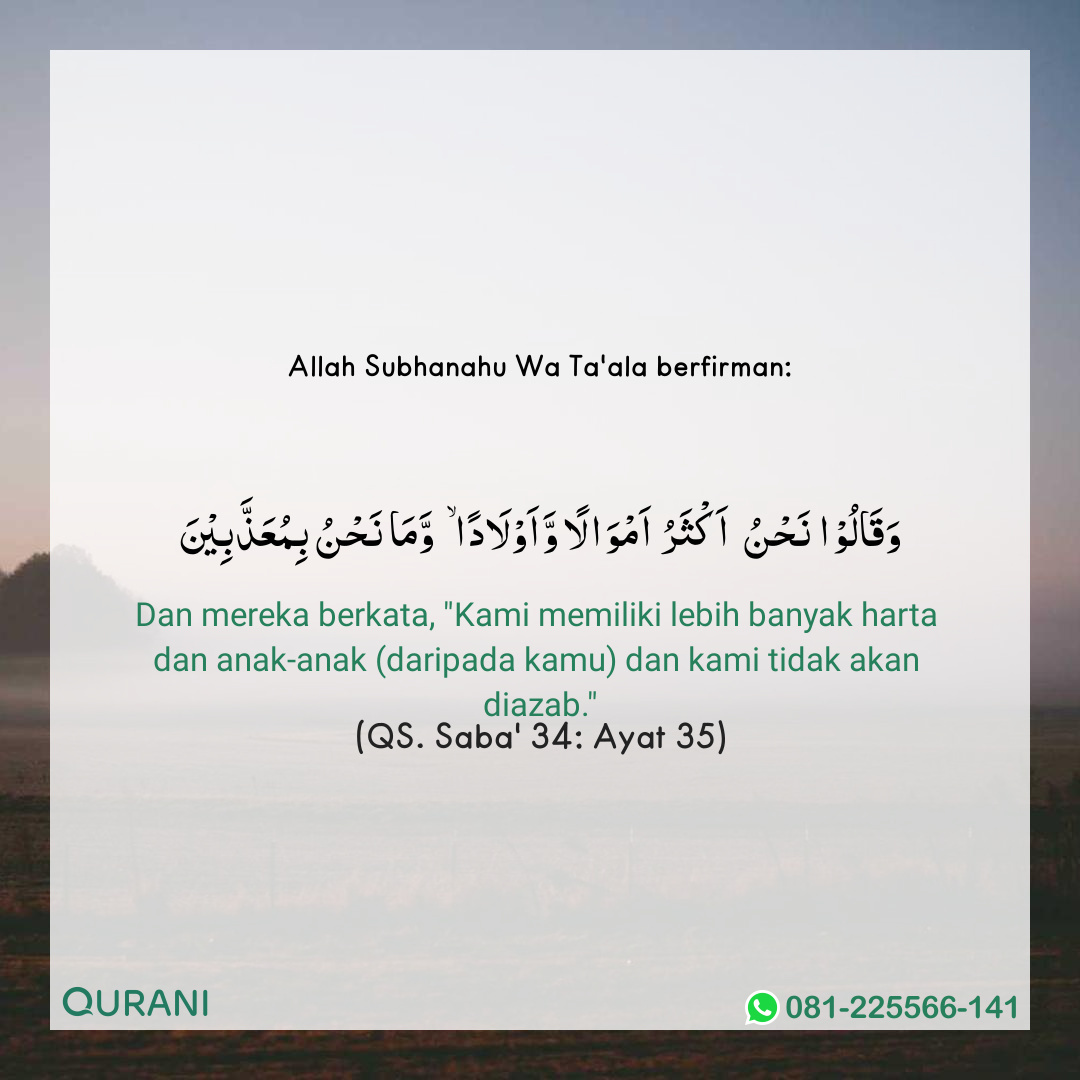 Allah Subhanahu Wa Ta'ala berfirman:
وَقَالُوْا نَحْنُ اَكْثَرُ اَمْوَالًا وَّاَوْلَادًا ۙ وَّمَا نَحْنُ بِمُعَذَّبِيْنَ
Dan mereka berkata, "Kami memiliki lebih banyak harta
dan anak-anak (daripada kamu) dan kami tidak akan
diazab."
(QS. Saba' 34: Ayat 35)
QURANI
081-225566-141